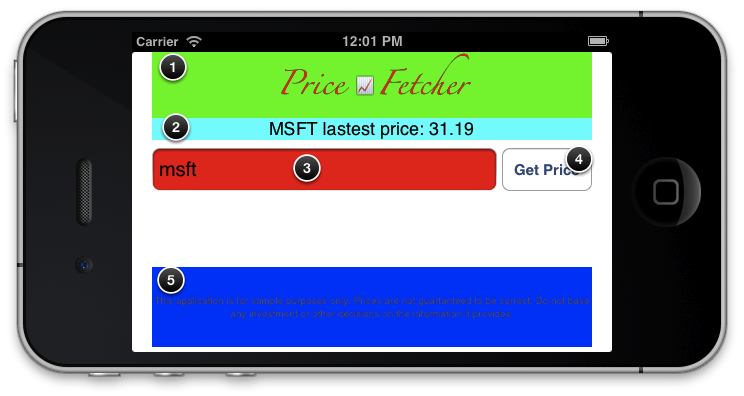 Carrier 12:01 PM
1
Price Fetcher
2
MSFT lastest price: 31.19
msft 3
Get Price 4
5
This application is for sample purposes only. Prices are not guaranteed to be correct. Do not base
any investment or other decisions on the information it provides.